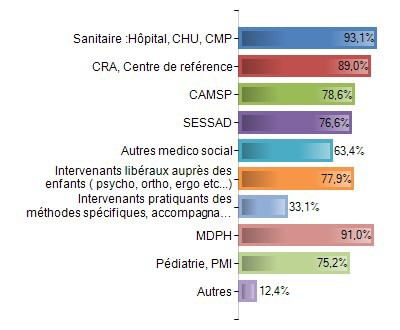 Sanitaire :Hôpital, CHU, CMP 93,1%
CRA, Centre de reférence 89,0%
CAMSP 78,6%
SESSAD 76,6%
Autres medico social 63,4%
Intervenants libéraux auprès des
enfants ( psycho, ortho, ergo etc...) 77,9%
Intervenants pratiquants des
méthodes spécifiques, accompagna… 33,1%
MDPH 91,0%
Pédiatrie, PMI 75,2%
Autres 12,4%